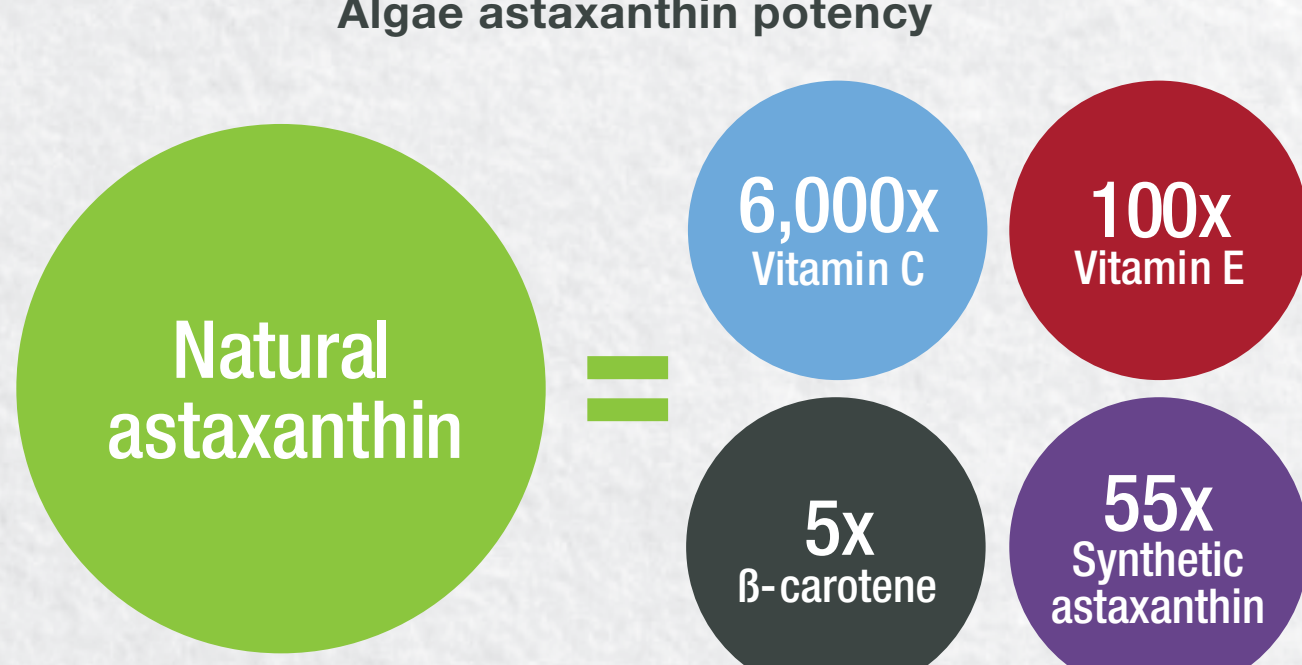 Algae astaxanthin potency
Natural
astaxanthin
=
6,000x
Vitamin C
100x
Vitamin E
5x
ß-carotene
55x
Synthetic
astaxanthin